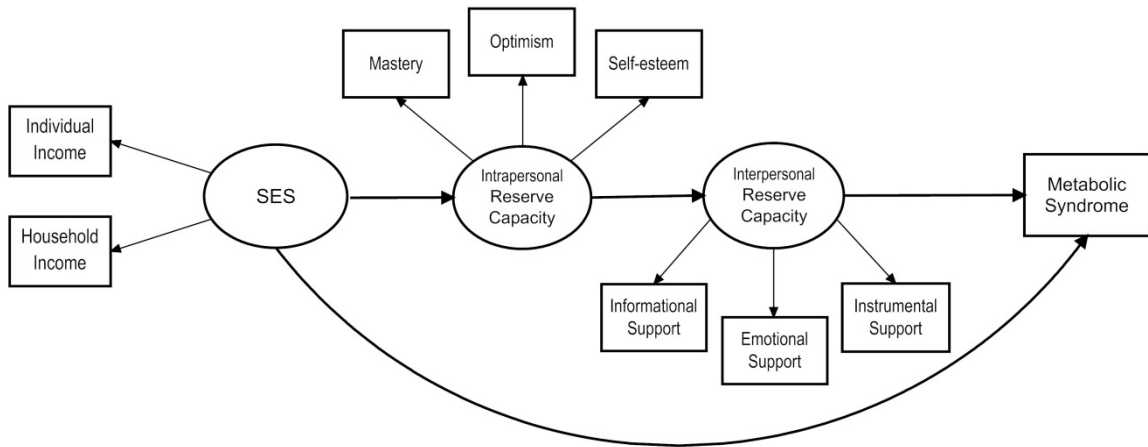 Optimism
Mastery
Self-esteem
Individual
Income
SES
Intrapersonal
Reserve
Capacity
Interpersonal
Reserve
Capacity
Metabolic
Syndrome
Household
Income
Informational
Support
Emotional
Support
Instrumental
Support